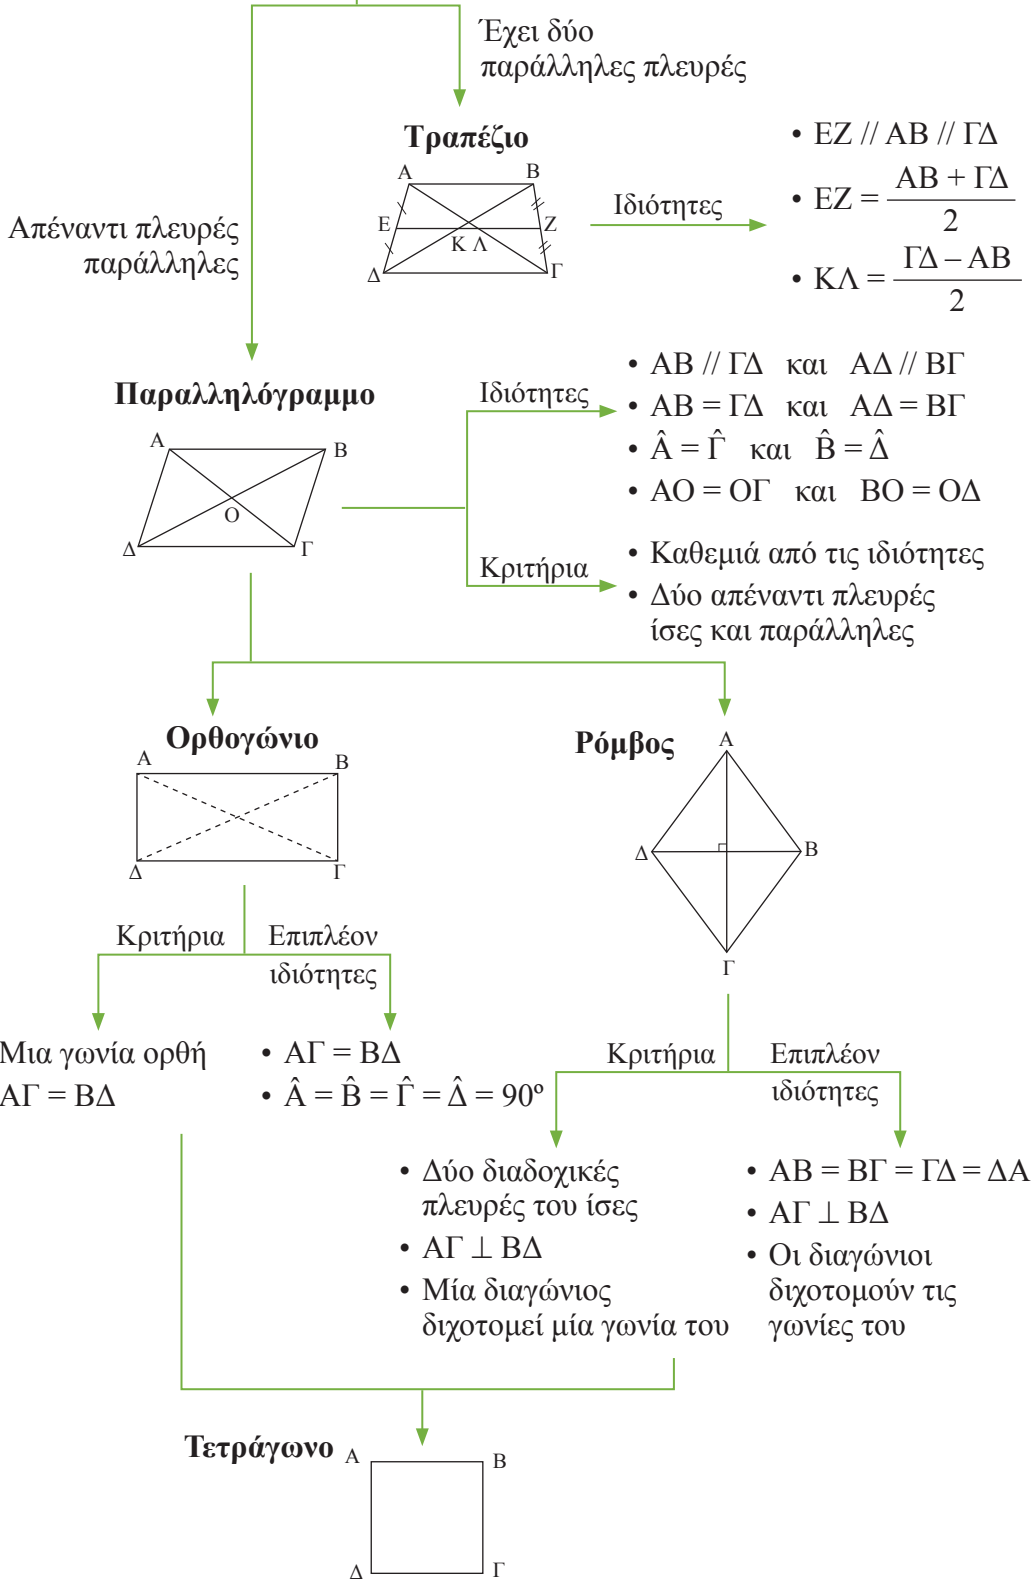 Έχει δύο
παράλληλες πλευρές
Τραπέζιο
Α Β
Ε Ζ
Κ Λ
Δ Γ
Ιδιότητες
• ΕΖ // ΑΒ // ΓΔ
• ΕΖ = (ΑΒ + ΓΔ) / 2
• ΚΛ = (ΓΔ – ΑΒ) / 2
Απέναντι πλευρές
παράλληλες
Παραλληλόγραμμο
Α Β
Ο
Δ Γ
Ιδιότητες
• ΑΒ // ΓΔ και ΑΔ // ΒΓ
• ΑΒ = ΓΔ και ΑΔ = ΒΓ
• Α̂ = Γ̂ και Β̂ = Δ̂
• ΑΟ = ΟΓ και ΒΟ = ΟΔ
Κριτήρια
• Καθεμιά από τις ιδιότητες
• Δύο απέναντι πλευρές
ίσες και παράλληλες
Ορθογώνιο
Α Β
Δ Γ
Κριτήρια
Επιπλέον
ιδιότητες
Μια γωνία ορθή
ΑΓ = ΒΔ
• ΑΓ = ΒΔ
• Α̂ = Β̂ = Γ̂ = Δ̂ = 90º
Ρόμβος
Α
Δ Β
Γ
Κριτήρια
Επιπλέον
ιδιότητες
• Δύο διαδοχικές
πλευρές του ίσες
• ΑΓ ⊥ ΒΔ
• Μία διαγώνιος
διχοτομεί μία γωνία του
• ΑΒ = ΒΓ = ΓΔ = ΔΑ
• ΑΓ ⊥ ΒΔ
• Οι διαγώνιοι
διχοτομούν τις
γωνίες του
Τετράγωνο
Α Β
Δ Γ